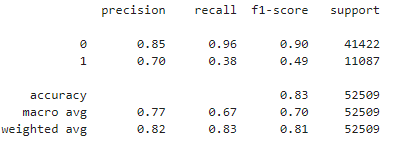 precision recall f1-score support
0 0.85 0.96 0.90 41422
1 0.70 0.38 0.49 11087
accuracy 0.83 52509
macro avg 0.77 0.67 0.70 52509
weighted avg 0.82 0.83 0.81 52509